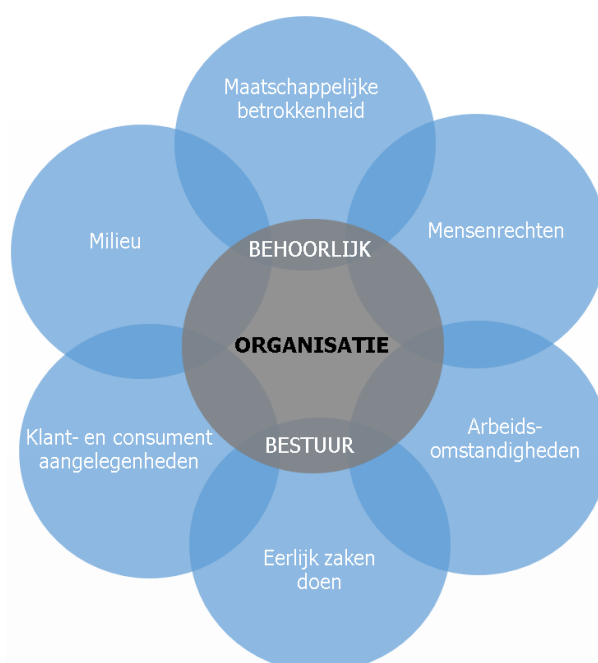 Maatschappelijke
betrokkenheid
Milieu
Mensenrechten
BEHOORLIJK
ORGANISATIE
BESTUUR
Klant- en consument
aangelegenheden
Arbeids-
omstandigheden
Eerlijk zaken
doen